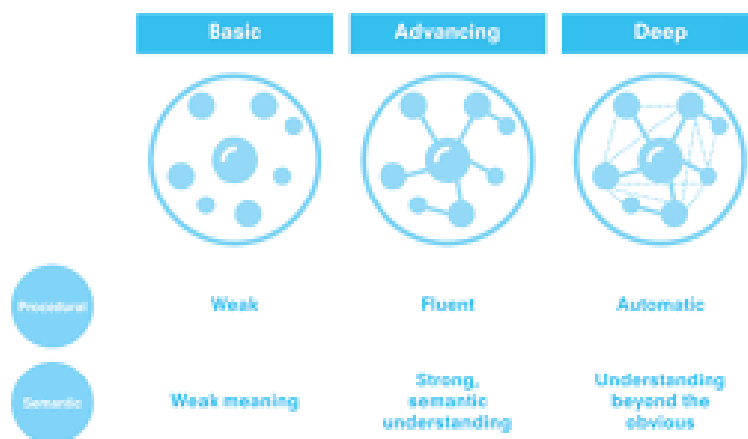 Basic Advancing Deep
Procedural Weak Fluent Automatic
Semantic Weak meaning Strong,
semantic
understanding Understanding
beyond the
obvious